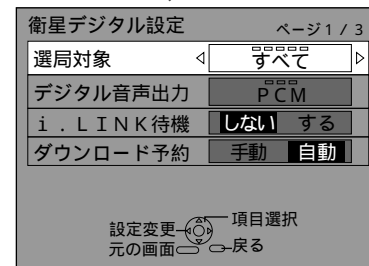 衛星デジタル設定 ページ1 / 3
選局対象 すべて
デジタル音声出力 PCM
i．LINK待機 しない する
ダウンロード予約 手動 自動
設定変更 項目選択
元の画面 戻る